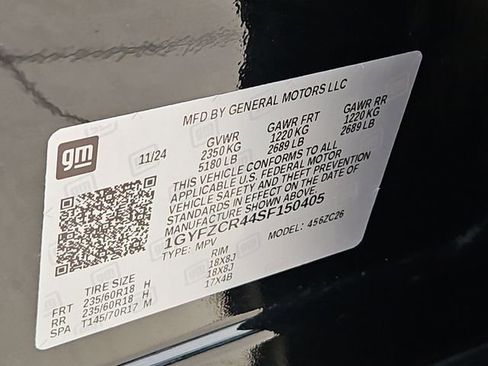 MFD BY GENERAL MOTORS LLC
gm
11/24
GVWR GAWR FRT GAWR RR
2350 KG 1220 KG 1220 KG
5180 LB 2689 LB 2689 LB
THIS VEHICLE CONFORMS TO ALL
APPLICABLE U.S. FEDERAL MOTOR
VEHICLE SAFETY AND THEFT PREVENTION
STANDARDS IN EFFECT ON THE DATE OF
MANUFACTURE SHOWN ABOVE.
1GYFZCR44SF150405
TYPE: MPV MODEL: 456ZC26
TIRE SIZE RIM
FRT 235/60R18 H 18X8J
RR 235/60R18 H 18X8J
SPA T145/70R17 M 17X4B